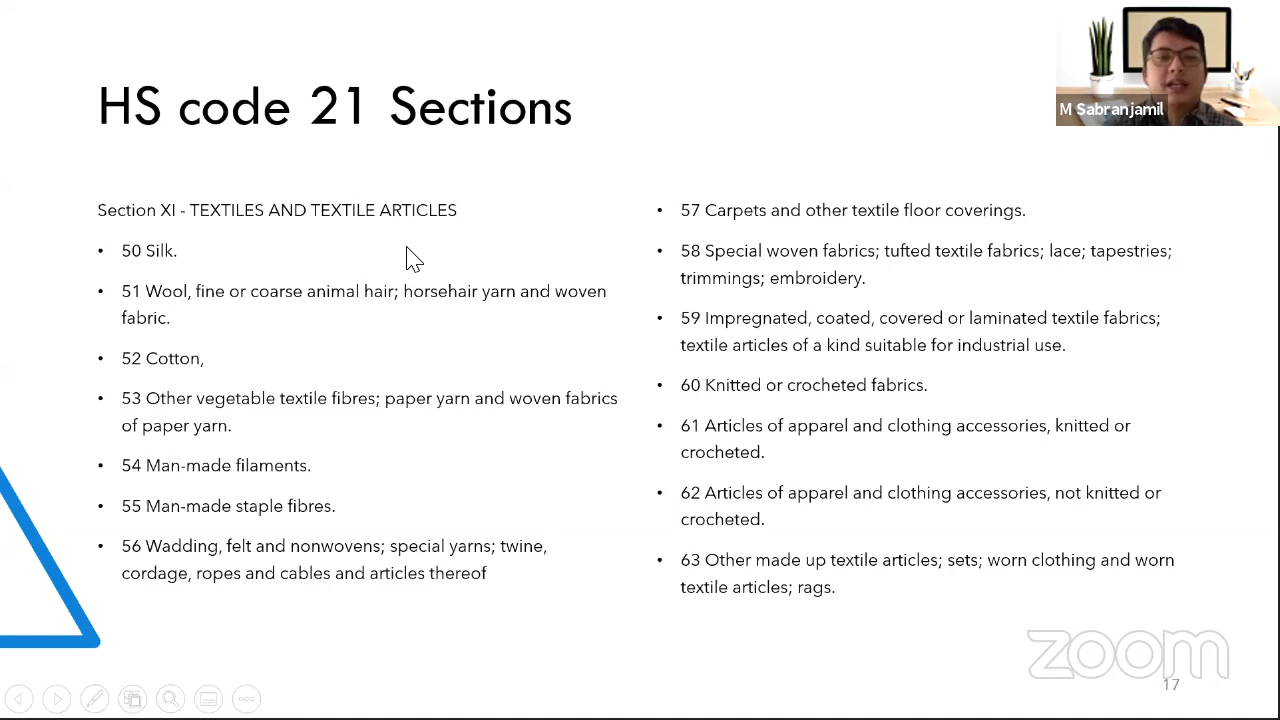 HS code 21 Sections
M Sabranjamil
Section XI - TEXTILES AND TEXTILE ARTICLES
• 50 Silk.
• 51 Wool, fine or coarse animal hair; horsehair yarn and woven
fabric.
• 52 Cotton,
• 53 Other vegetable textile fibres; paper yarn and woven fabrics
of paper yarn.
• 54 Man-made filaments.
• 55 Man-made staple fibres.
• 56 Wadding, felt and nonwovens; special yarns; twine,
cordage, ropes and cables and articles thereof
• 57 Carpets and other textile floor coverings.
• 58 Special woven fabrics; tufted textile fabrics; lace; tapestries;
trimmings; embroidery.
• 59 Impregnated, coated, covered or laminated textile fabrics;
textile articles of a kind suitable for industrial use.
• 60 Knitted or crocheted fabrics.
• 61 Articles of apparel and clothing accessories, knitted or
crocheted.
• 62 Articles of apparel and clothing accessories, not knitted or
crocheted.
• 63 Other made up textile articles; sets; worn clothing and worn
textile articles; rags.
zoom
17